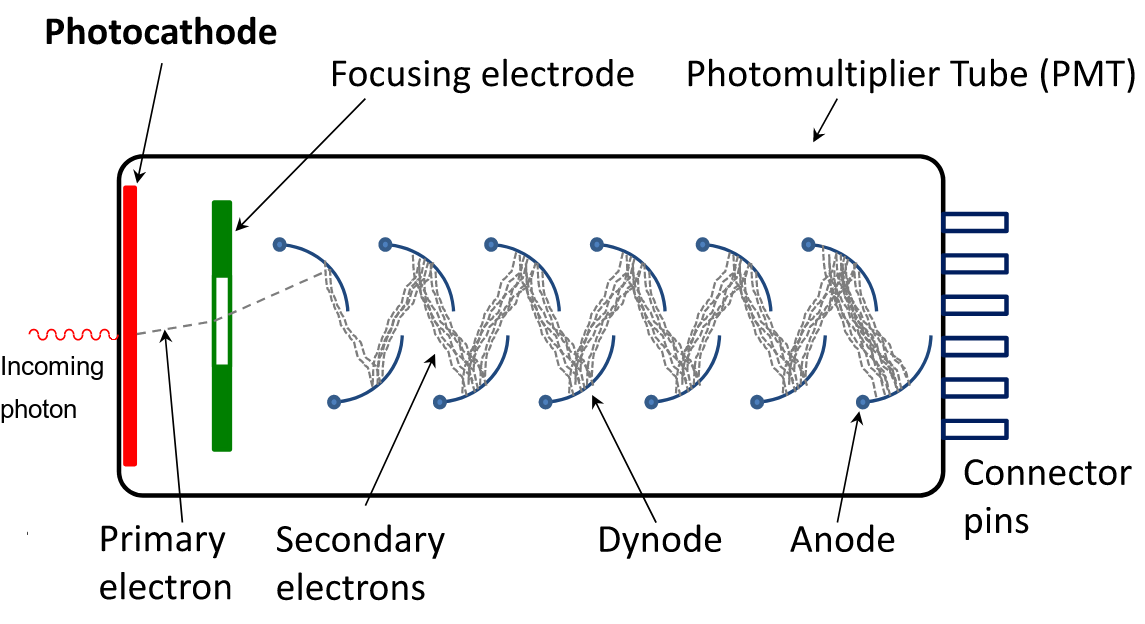 Photocathode
Focusing electrode
Photomultiplier Tube (PMT)
Incoming
photon
Primary
electron
Secondary
electrons
Dynode
Anode
Connector
pins